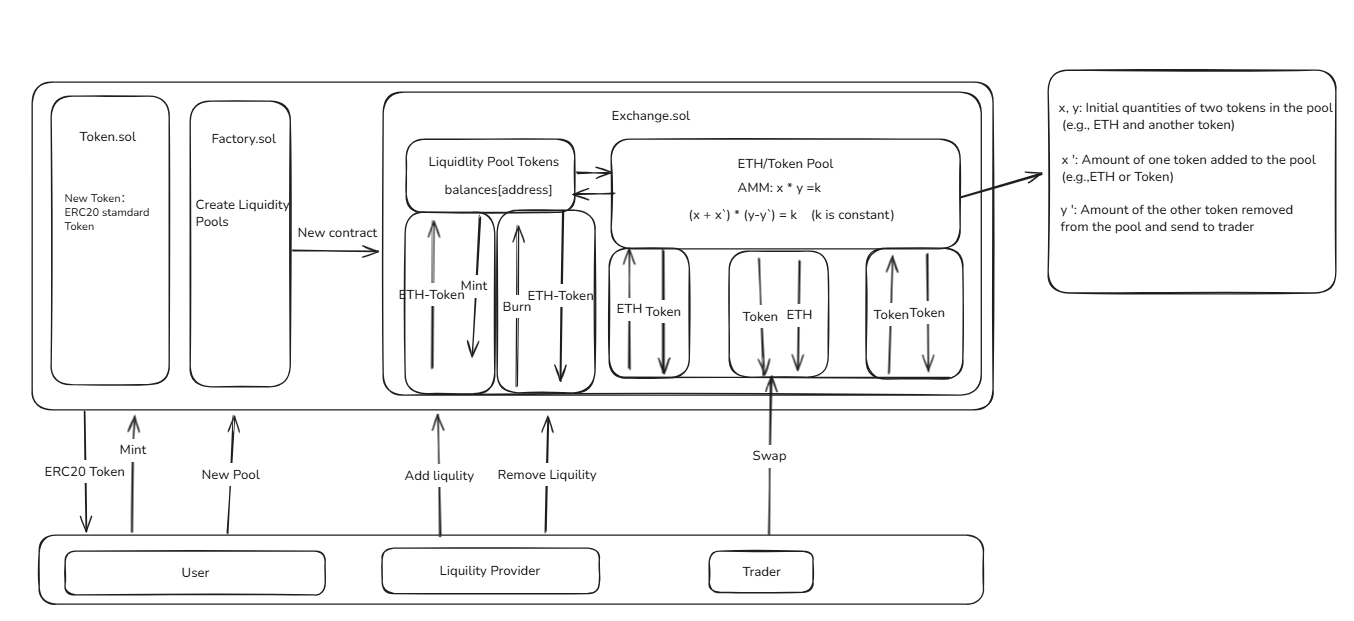 Token.sol
New Token:
ERC20 stamdard
Token
Factory.sol
Create Liquidity
Pools
New contract
Exchange.sol
Liquidlity Pool Tokens
balances[address]
ETH/Token Pool
AMM: x * y =k
(x + x`) * (y-y`) = k (k is constant)
ETH-Token
Mint
Burn
ETH-Token
ETH
Token
Token
ETH
Token
Token
x, y: Initial quantities of two tokens in the pool
(e.g., ETH and another token)
x ': Amount of one token added to the pool
(e.g.,ETH or Token)
y ': Amount of the other token removed
from the pool and send to trader
ERC20 Token
Mint
New Pool
Add liqulity
Remove Liquility
Swap
User
Liquility Provider
Trader